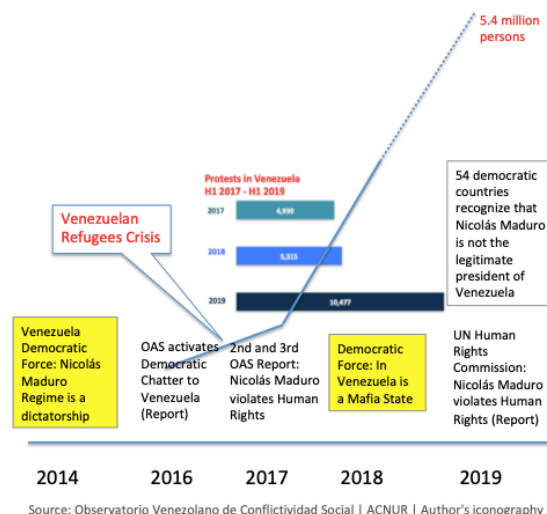 5.4 million
persons
Protests in Venezuela
H1 2017 - H1 2019
2017
4,930
2018
5,315
2019
10,477
54 democratic
countries
recognize that
Nicolás Maduro
is not the
legitimate
president of
Venezuela
Venezuelan
Refugees Crisis
Venezuela
Democratic
Force: Nicolás
Maduro
Regime is a
dictatorship
OAS activates
Democratic
Chatter to
Venezuela
(Report)
2nd and 3rd
OAS Report:
Nicolás Maduro
violates Human
Rights
Democratic
Force: In
Venezuela is
a Mafia State
UN Human
Rights
Commission:
Nicolás Maduro
violates Human
Rights (Report)
2014
2016
2017
2018
2019
Source: Observatorio Venezolano de Conflictividad Social | ACNUR | Author's iconography